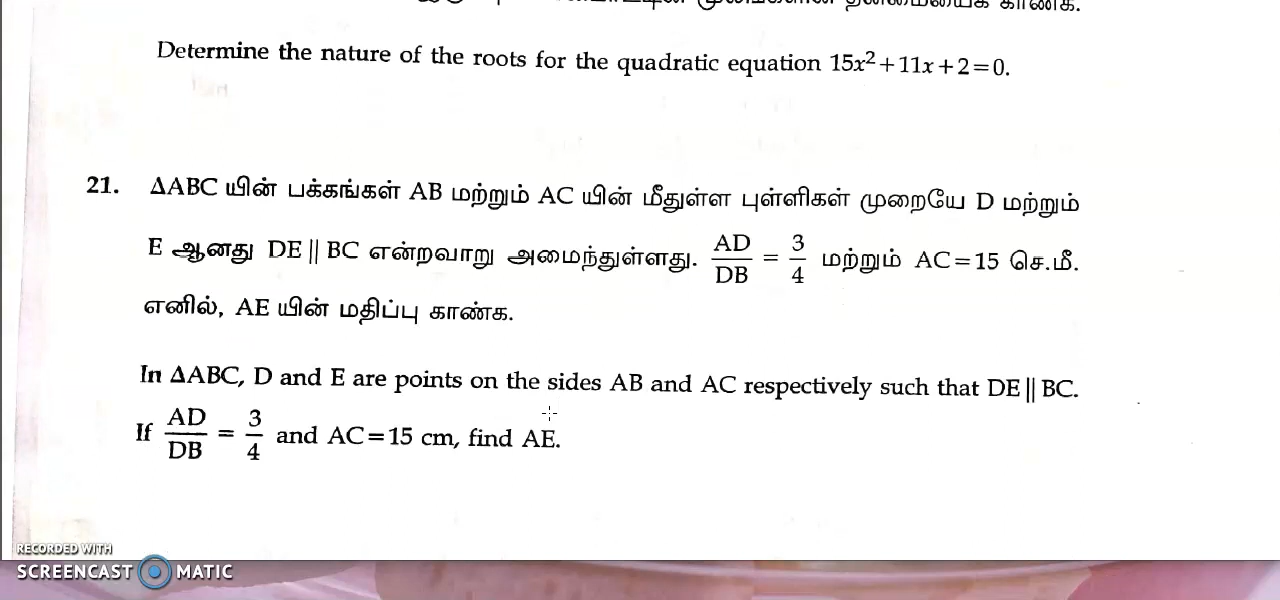 காண்க.
Determine the nature of the roots for the quadratic equation 15x²+11x+2=0.
21. ΔABC யின் பக்கங்கள் AB மற்றும் AC யின் மீதுள்ள புள்ளிகள் முறையே D மற்றும்
E ஆனது DE || BC என்றவாறு அமைந்துள்ளது. AD/DB = 3/4 மற்றும் AC=15 செ.மீ.
எனில், AE யின் மதிப்பு காண்க.
In ΔABC, D and E are points on the sides AB and AC respectively such that DE || BC.
If AD/DB = 3/4 and AC=15 cm, find AE.
RECORDED WITH
SCREENCAST MATIC